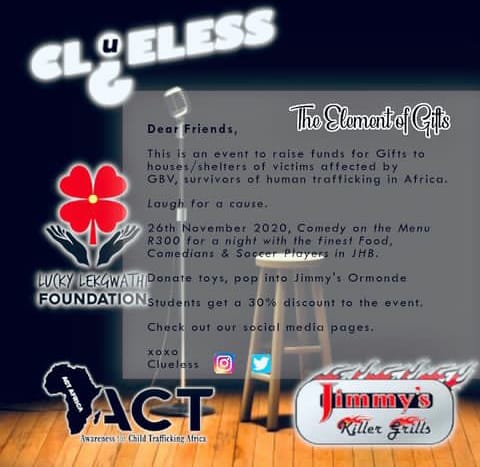 CLuELESS
The Element of Gifts
Dear Friends,
This is an event to raise funds for Gifts to
houses/shelters of victims affected by
GBV, survivors of human trafficking in Africa.
Laugh for a cause.
26th November 2020, Comedy on the Menu
R300 for a night with the finest Food,
Comedians & Soccer Players in JHB.
Donate toys, pop into Jimmy's Ormonde
Students get a 30% discount to the event.
Check out our social media pages.
xoxo
Clueless
LUCKY LEKGWATHI
FOUNDATION
ACT AFRICA
ACT
Awareness for Child Trafficking Africa
Jimmy's
Killer Grills